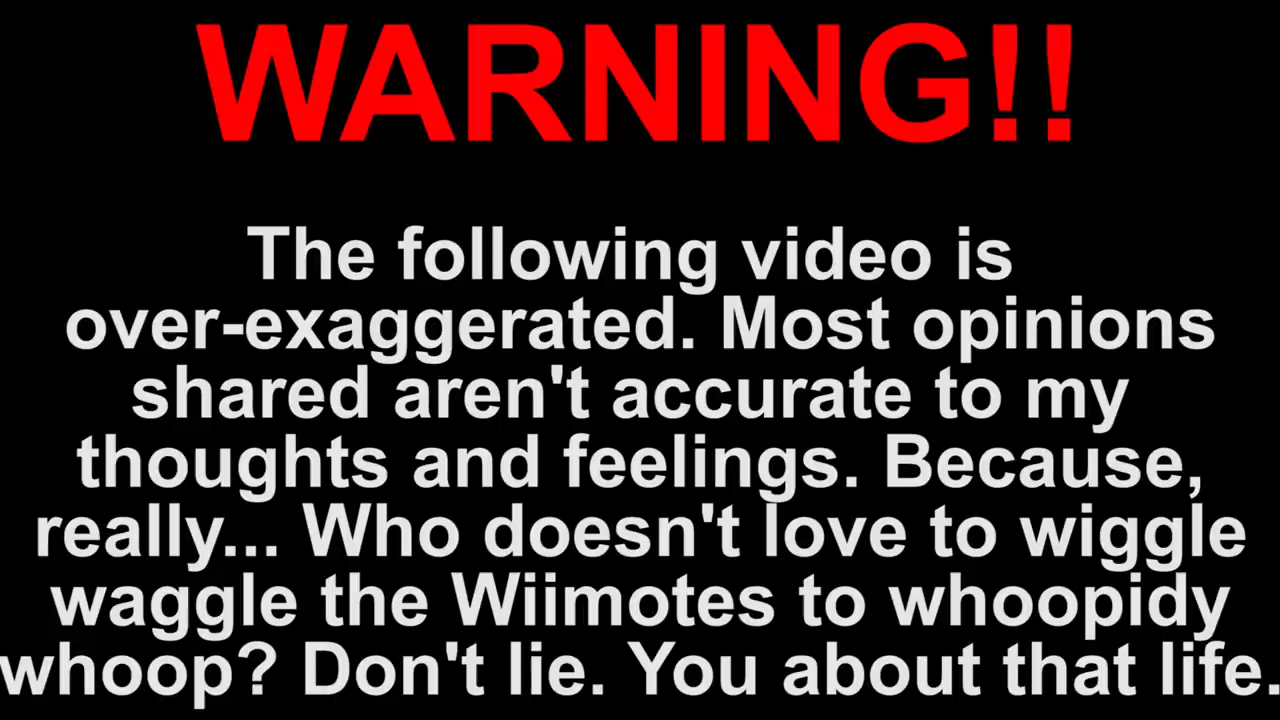 WARNING!!
The following video is
over-exaggerated. Most opinions
shared aren't accurate to my
thoughts and feelings. Because,
really... Who doesn't love to wiggle
waggle the Wiimotes to whoopidy
whoop? Don't lie. You about that life.